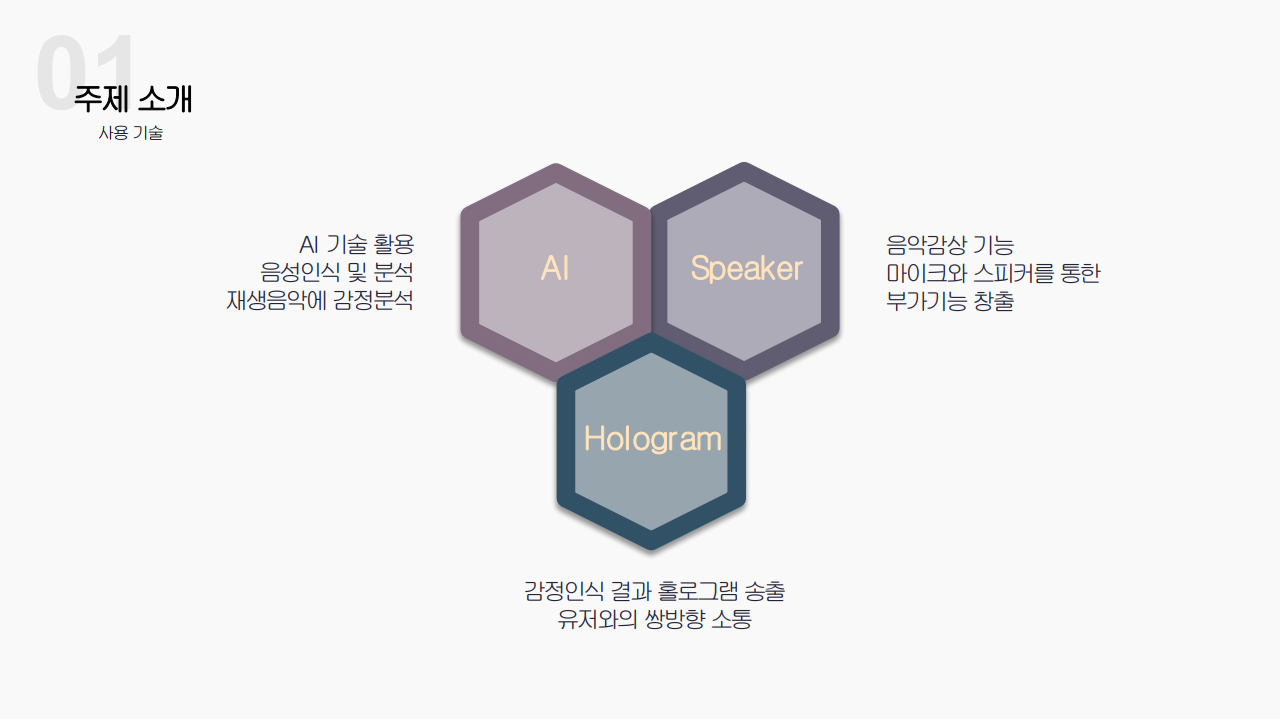 01
주제 소개
사용 기술
AI
Speaker
AI 기술 활용
음성인식 및 분석
재생음악에 감정분석
음악감상 기능
마이크와 스피커를 통한
부가기능 창출
Hologram
감정인식 결과 홀로그램 송출
유저와의 쌍방향 소통